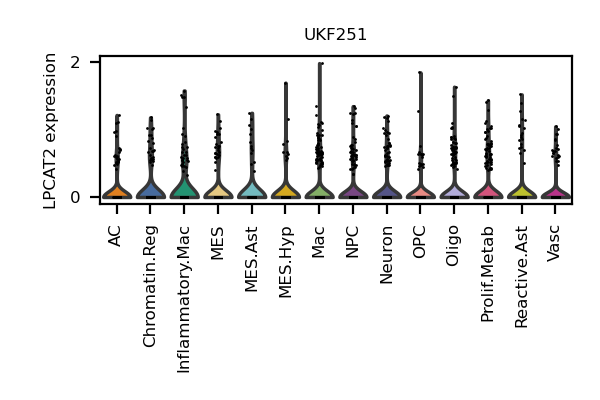 UKF251
LPCAT2 expression
2
0
AC
Chromatin.Reg
Inflammatory.Mac
MES
MES.Ast
MES.Hyp
Mac
NPC
Neuron
OPC
Oligo
Prolif.Metab
Reactive.Ast
Vasc